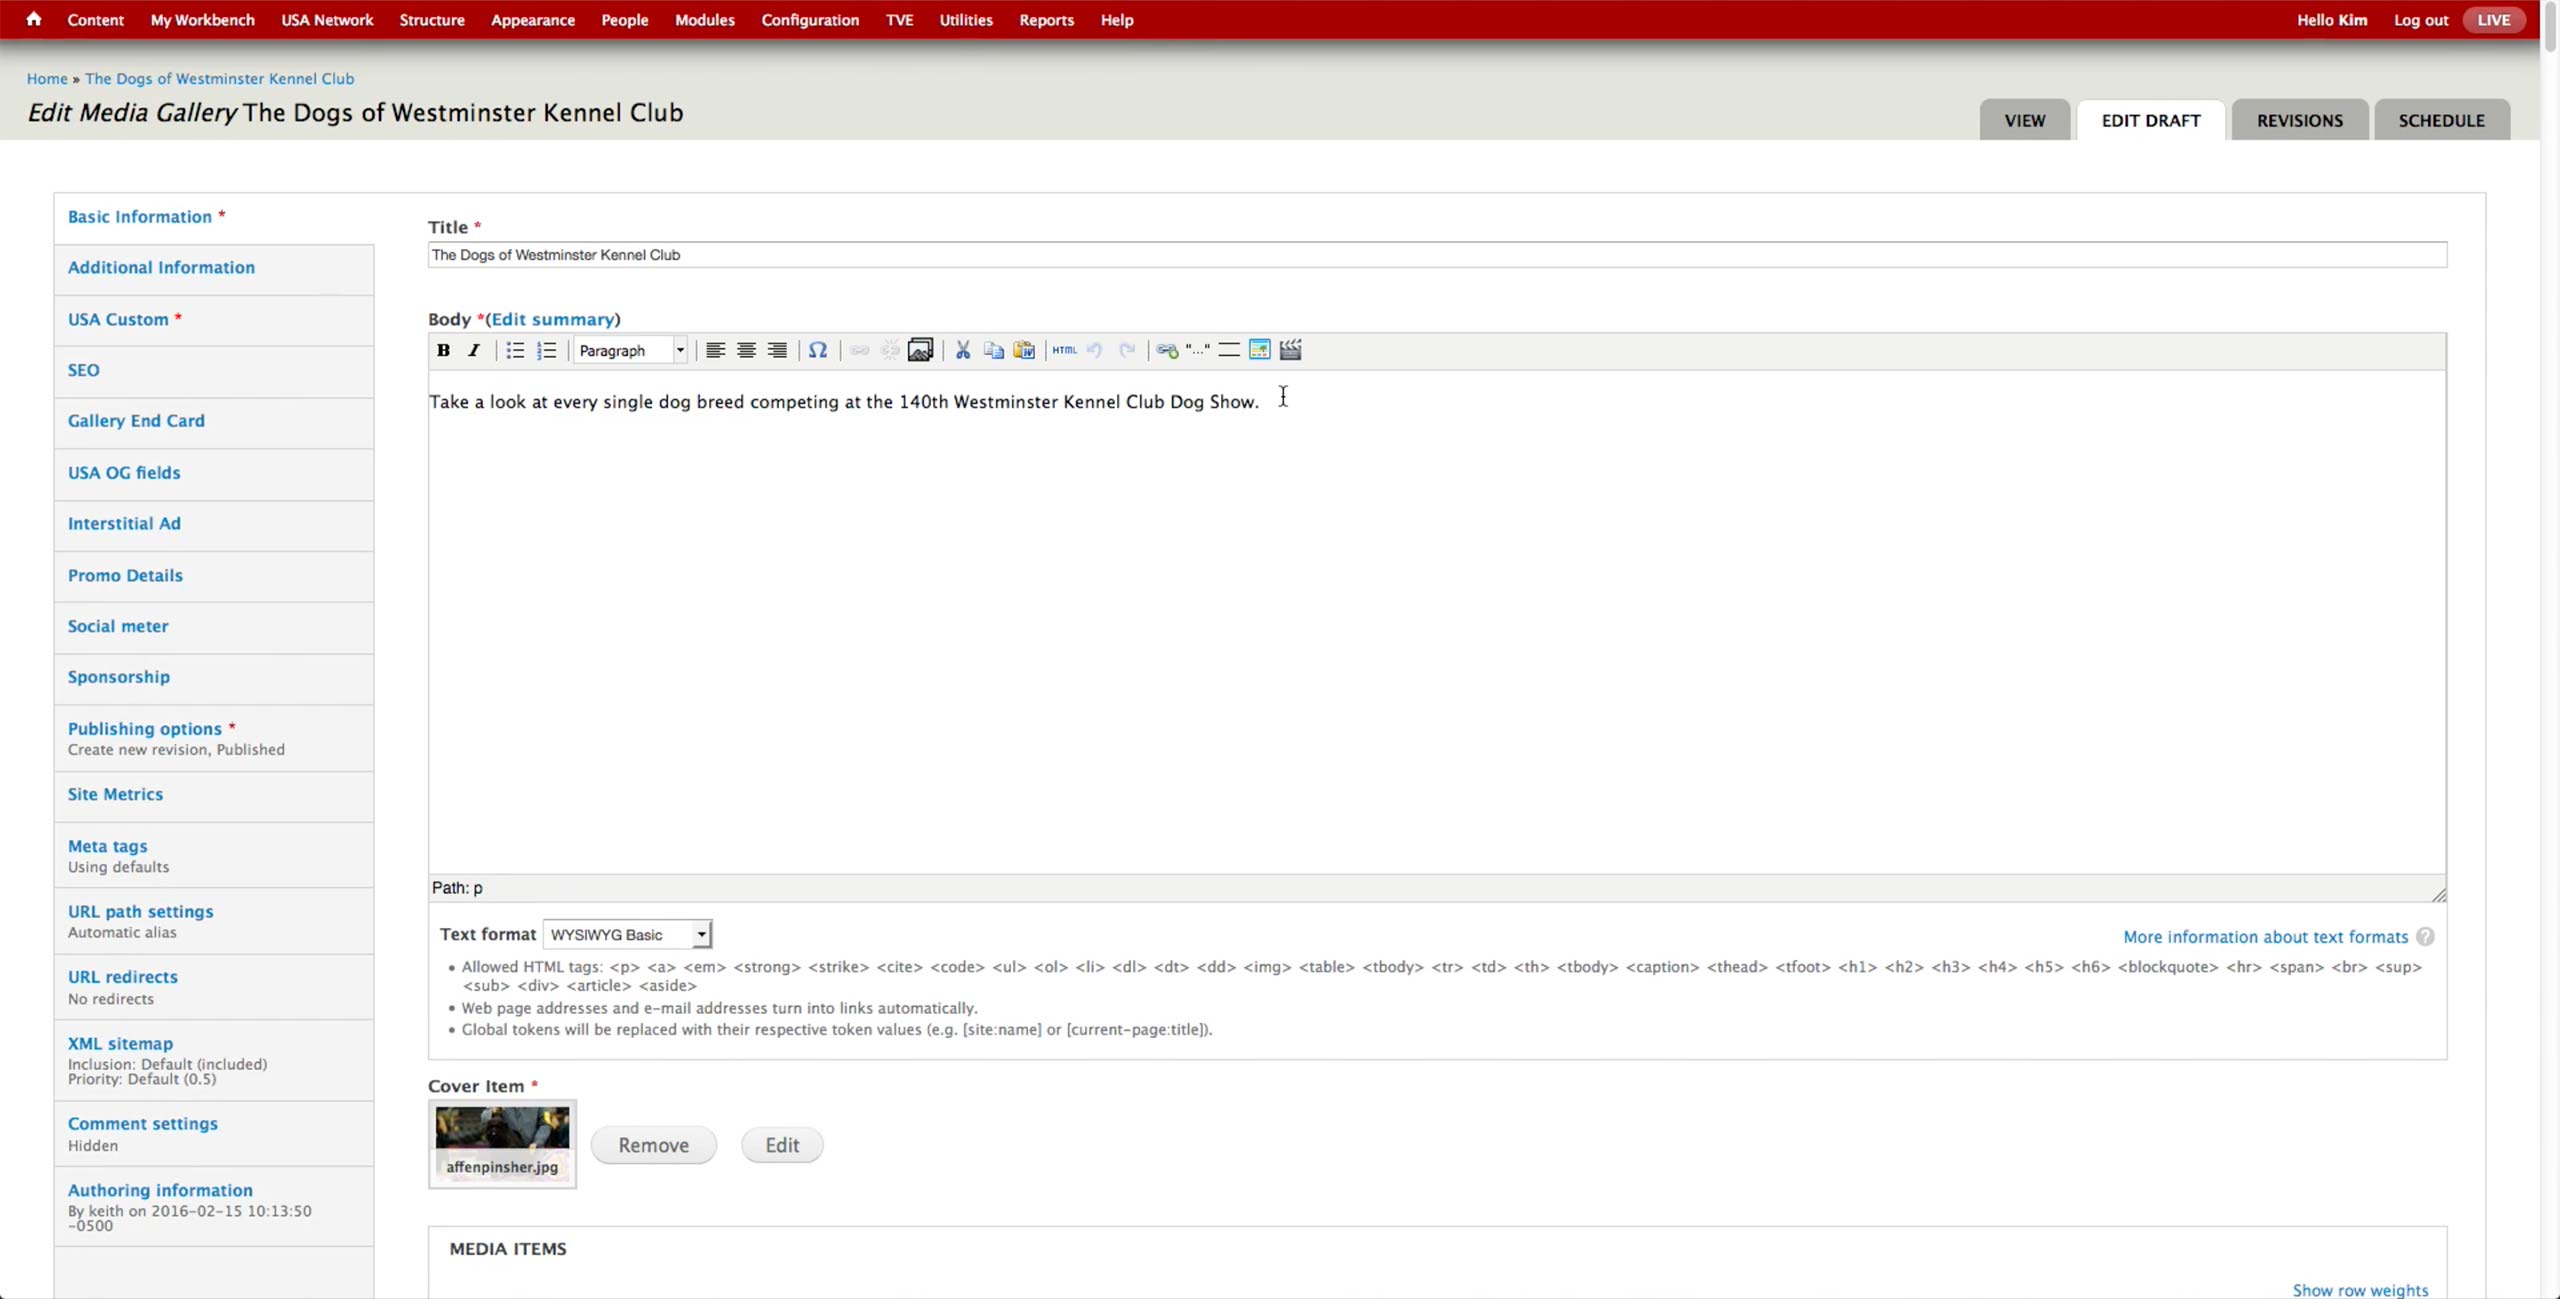 Content My Workbench USA Network Structure Appearance People Modules Configuration TVE Utilities Reports Help Hello Kim Log out LIVE
Home » The Dogs of Westminster Kennel Club
Edit Media Gallery The Dogs of Westminster Kennel Club
VIEW EDIT DRAFT REVISIONS SCHEDULE
Basic Information *
Additional Information
USA Custom *
SEO
Gallery End Card
USA OG fields
Interstitial Ad
Promo Details
Social meter
Sponsorship
Publishing options *
Create new revision, Published
Site Metrics
Meta tags
Using defaults
URL path settings
Automatic alias
URL redirects
No redirects
XML sitemap
Inclusion: Default (included)
Priority: Default (0.5)
Comment settings
Hidden
Authoring information
By keith on 2016-02-15 10:13:50
-0500
Title *
The Dogs of Westminster Kennel Club
Body *(Edit summary)
B I Paragraph Ω HTML "..."
Take a look at every single dog breed competing at the 140th Westminster Kennel Club Dog Show.
Path: p
Text format WYSIWYG Basic
More information about text formats ?
• Allowed HTML tags: <p> <a> <em> <strong> <strike> <cite> <code> <ul> <ol> <li> <dl> <dt> <dd> <img> <table> <tbody> <tr> <td> <th> <tbody> <caption> <thead> <tfoot> <h1> <h2> <h3> <h4> <h5> <h6> <blockquote> <hr> <span> <br> <sup>
<sub> <div> <article> <aside>
• Web page addresses and e-mail addresses turn into links automatically.
• Global tokens will be replaced with their respective token values (e.g. [site:name] or [current-page:title]).
Cover Item *
affenpinsher.jpg
Remove Edit
MEDIA ITEMS
Show row weights